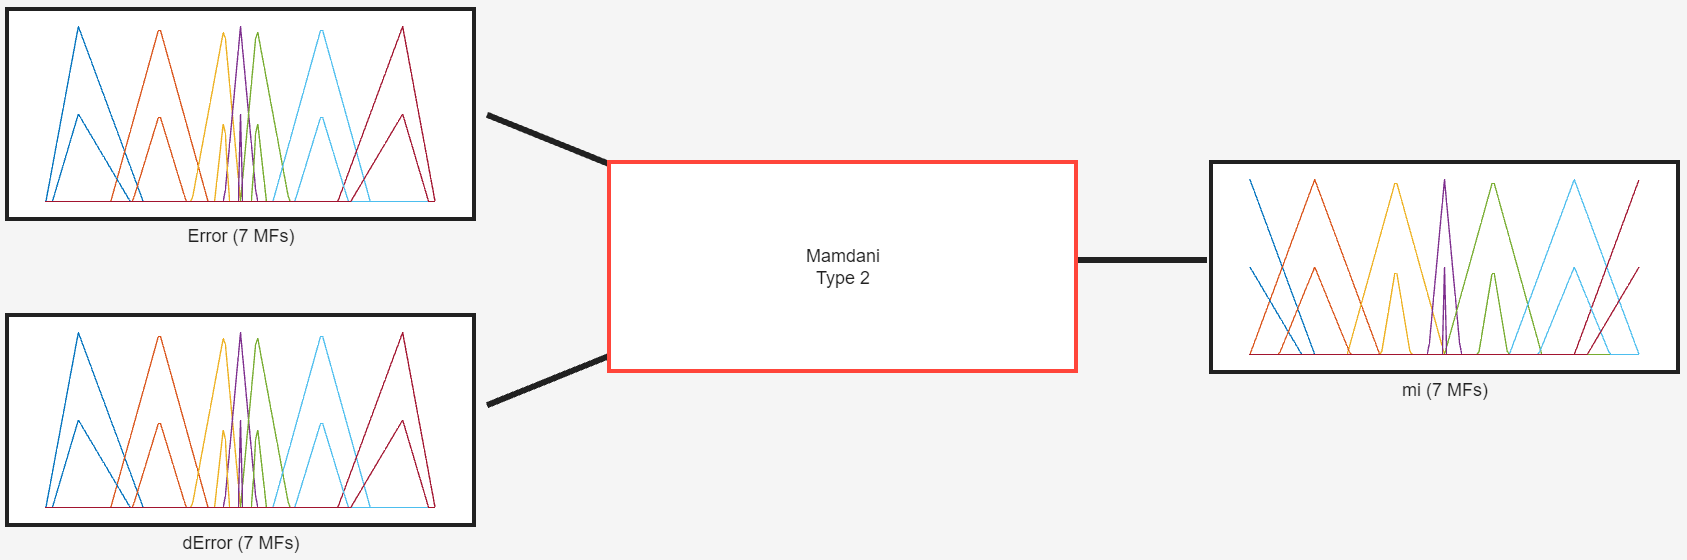 Error (7 MFs)
Mamdani
Type 2
mi (7 MFs)
dError (7 MFs)